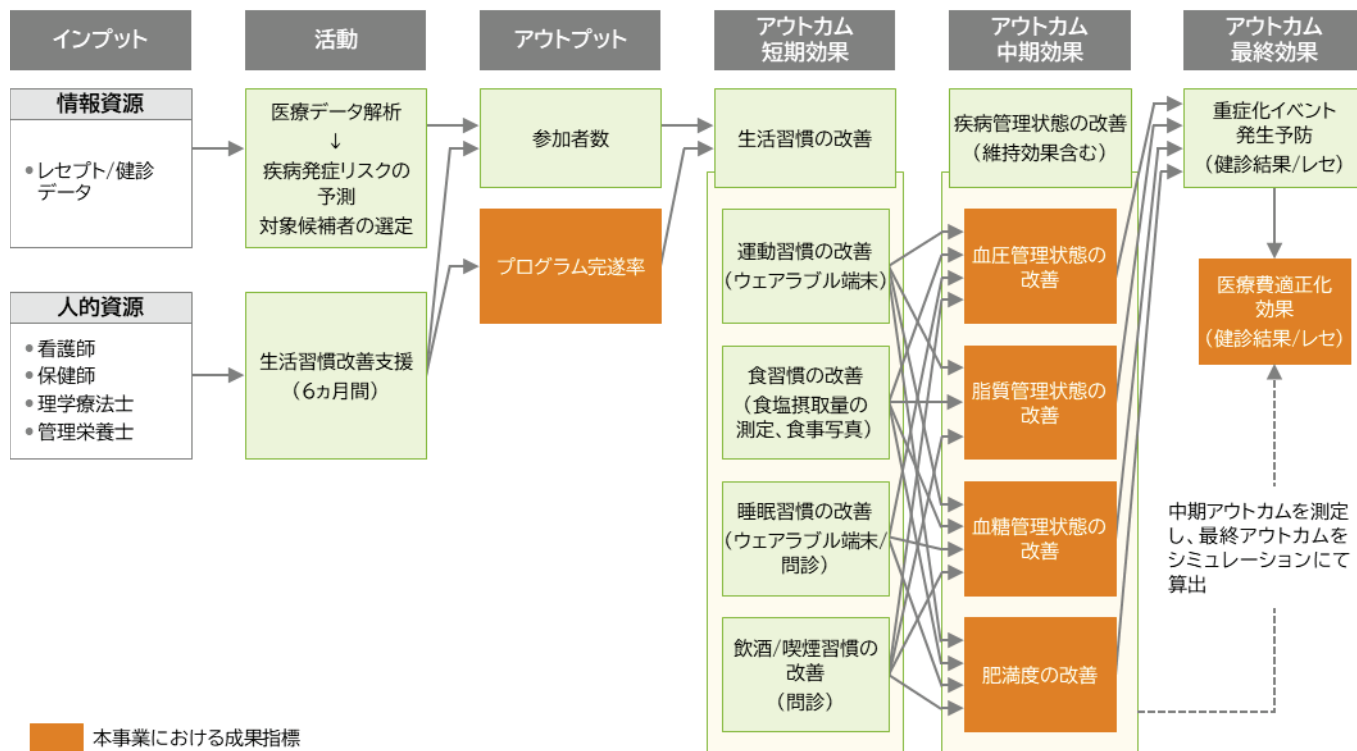 インプット
活動
アウトプット
アウトカム
短期効果
アウトカム
中期効果
アウトカム
最終効果
情報資源
• レセプト/健診
データ
人的資源
• 看護師
• 保健師
• 理学療法士
• 管理栄養士
医療データ解析
↓
疾病発症リスクの
予測
対象候補者の選定
生活習慣改善支援
（6ヵ月間）
参加者数
プログラム完遂率
生活習慣の改善
運動習慣の改善
（ウェアラブル端末）
食習慣の改善
（食塩摂取量の
測定、食事写真）
睡眠習慣の改善
（ウェアラブル端末/
問診）
飲酒/喫煙習慣の
改善
（問診）
疾病管理状態の改善
（維持効果含む）
血圧管理状態の
改善
脂質管理状態の
改善
血糖管理状態の
改善
肥満度の改善
重症化イベント
発生予防
（健診結果/レセ）
医療費適正化
効果
（健診結果/レセ）
中期アウトカムを測定
し、最終アウトカムを
シミュレーションにて
算出
本事業における成果指標